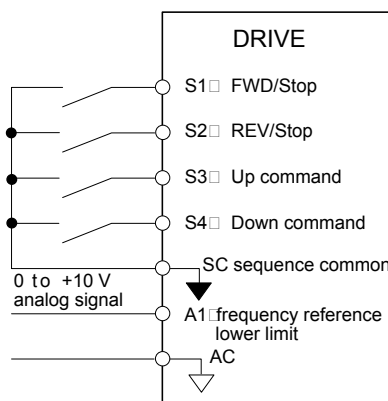 DRIVE
S1□ FWD/Stop
S2□ REV/Stop
S3□ Up command
S4□ Down command
SC sequence common
0 to +10 V
analog signal
A1□frequency reference
lower limit
AC